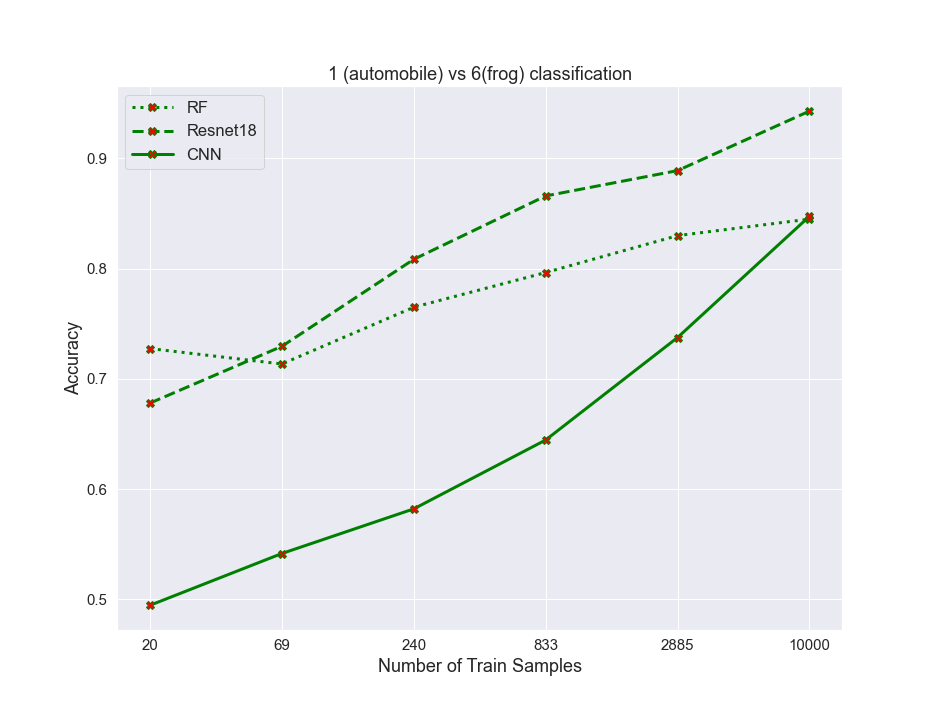 1 (automobile) vs 6(frog) classification
RF
Resnet18
CNN
Accuracy
0.9
0.8
0.7
0.6
0.5
20 69 240 833 2885 10000
Number of Train Samples